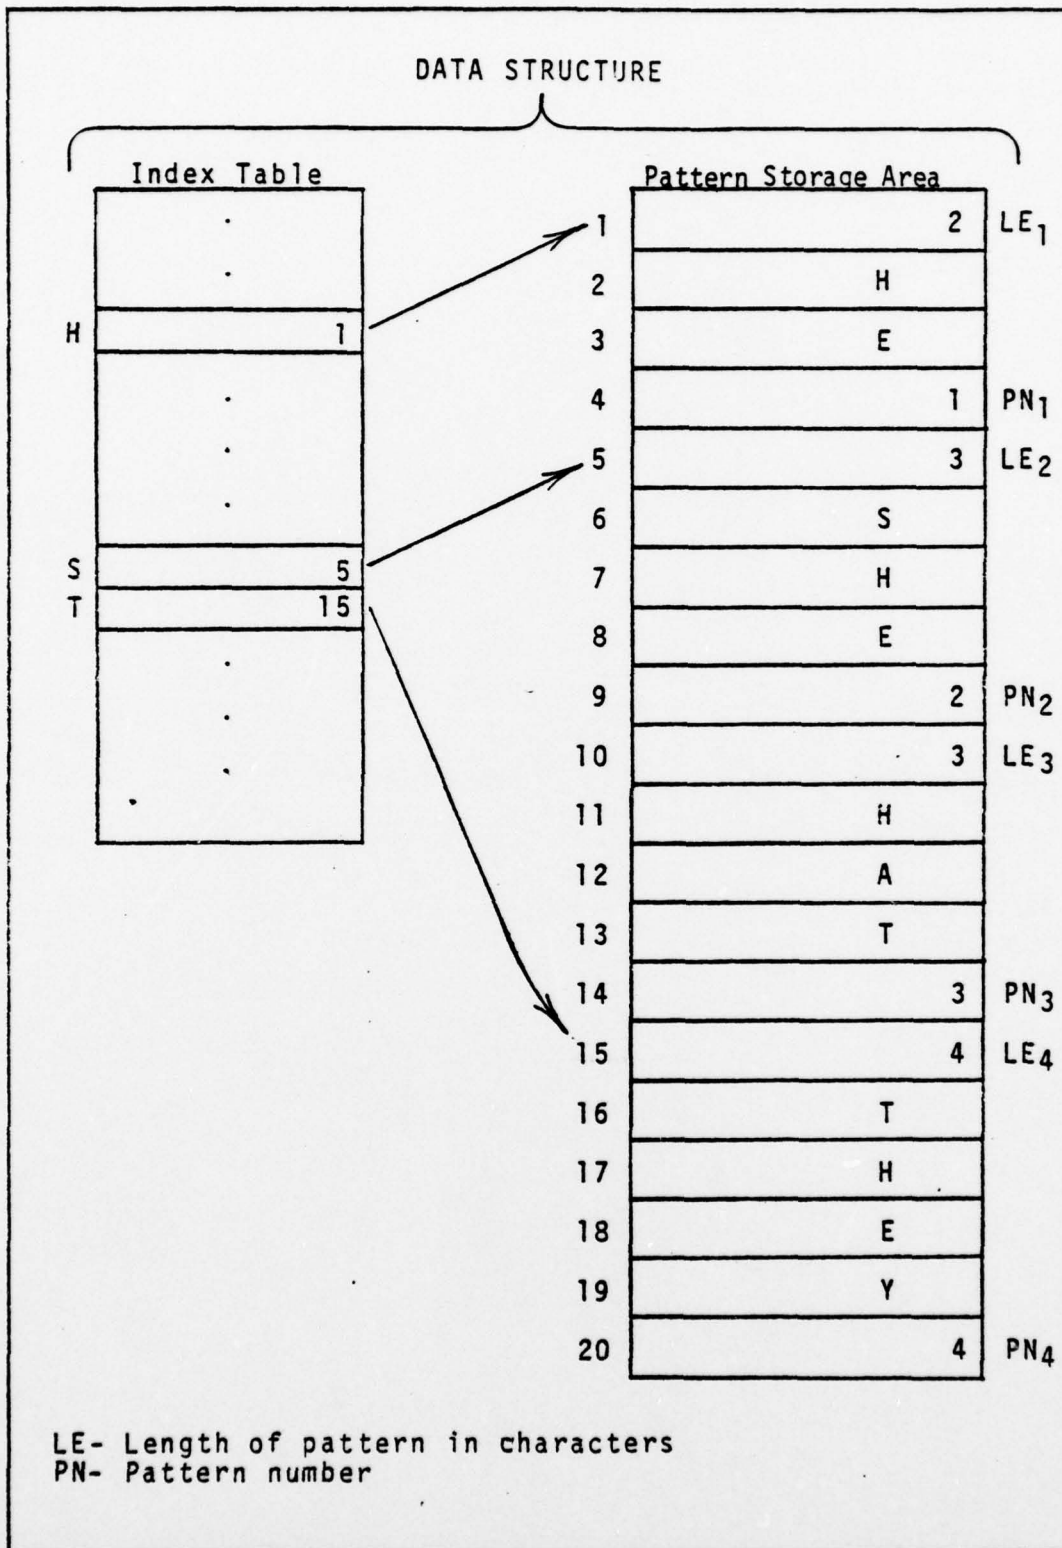 DATA STRUCTURE
Index Table
.
.
H 1
.
.
.
S 5
T 15
.
.
.
Pattern Storage Area
1 2 LE1
2 H
3 E
4 1 PN1
5 3 LE2
6 S
7 H
8 E
9 2 PN2
10 3 LE3
11 H
12 A
13 T
14 3 PN3
15 4 LE4
16 T
17 H
18 E
19 Y
20 4 PN4
LE- Length of pattern in characters
PN- Pattern number